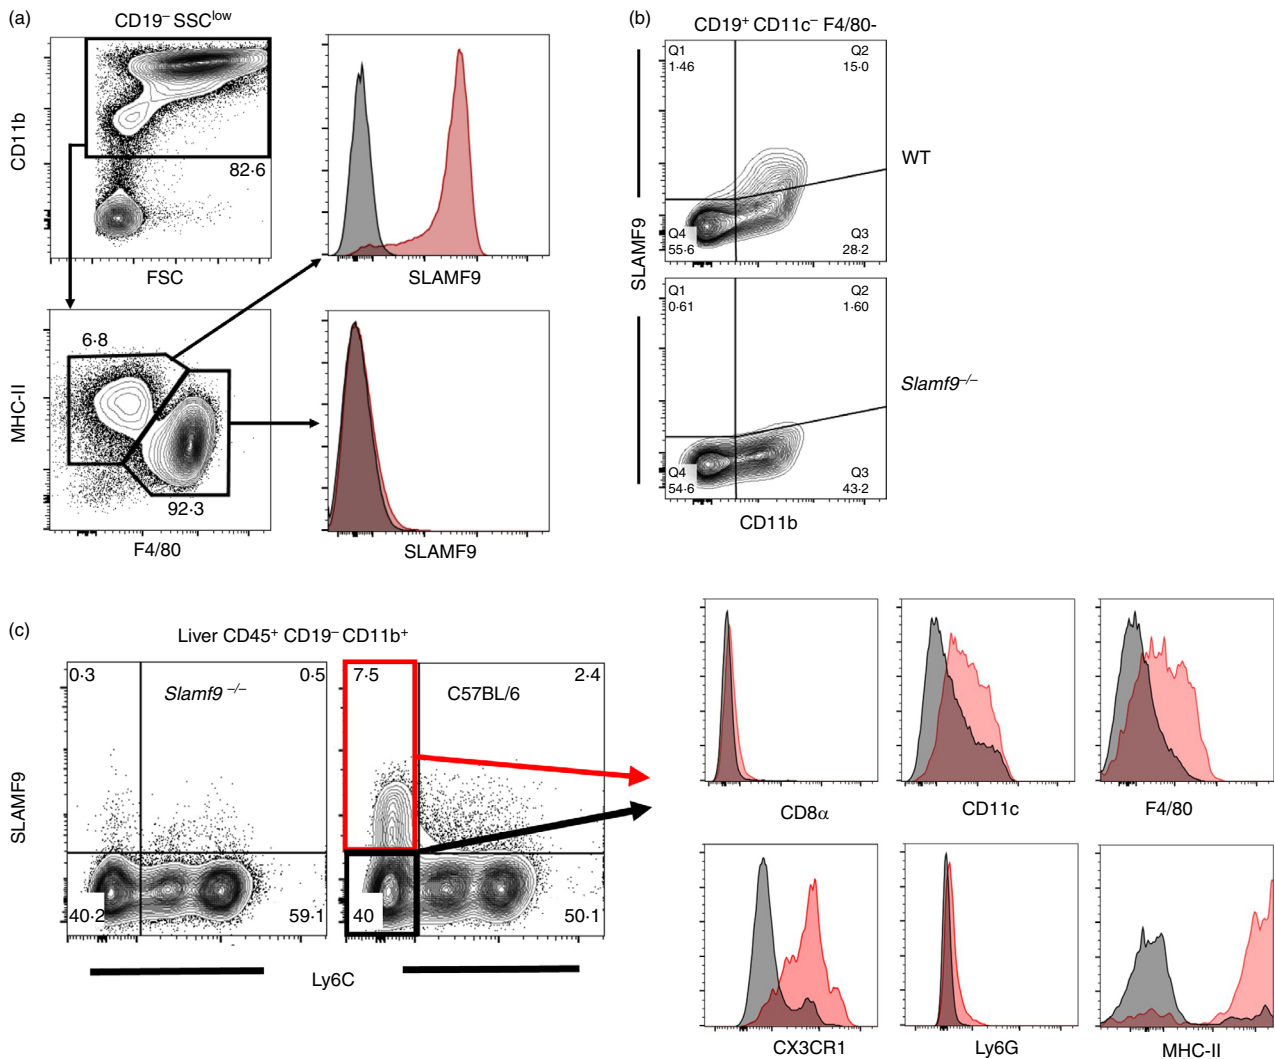 (a)
CD19⁻ SSCˡᵒʷ
CD11b
82·6
FSC
SLAMF9
6·8
MHC-II
92·3
F4/80
SLAMF9
(b)
CD19⁺ CD11c⁻ F4/80-
Q1
1·46
Q2
15·0
Q4
55·6
Q3
28·2
WT
SLAMF9
Q1
0·61
Q2
1·60
Q4
54·6
Q3
43·2
Slamf9⁻/⁻
CD11b
(c)
Liver CD45⁺ CD19⁻ CD11b⁺
SLAMF9
0·3
0·5
Slamf9 ⁻/⁻
40·2
59·1
7·5
2·4
C57BL/6
40
50·1
Ly6C
CD8α
CD11c
F4/80
CX3CR1
Ly6G
MHC-II